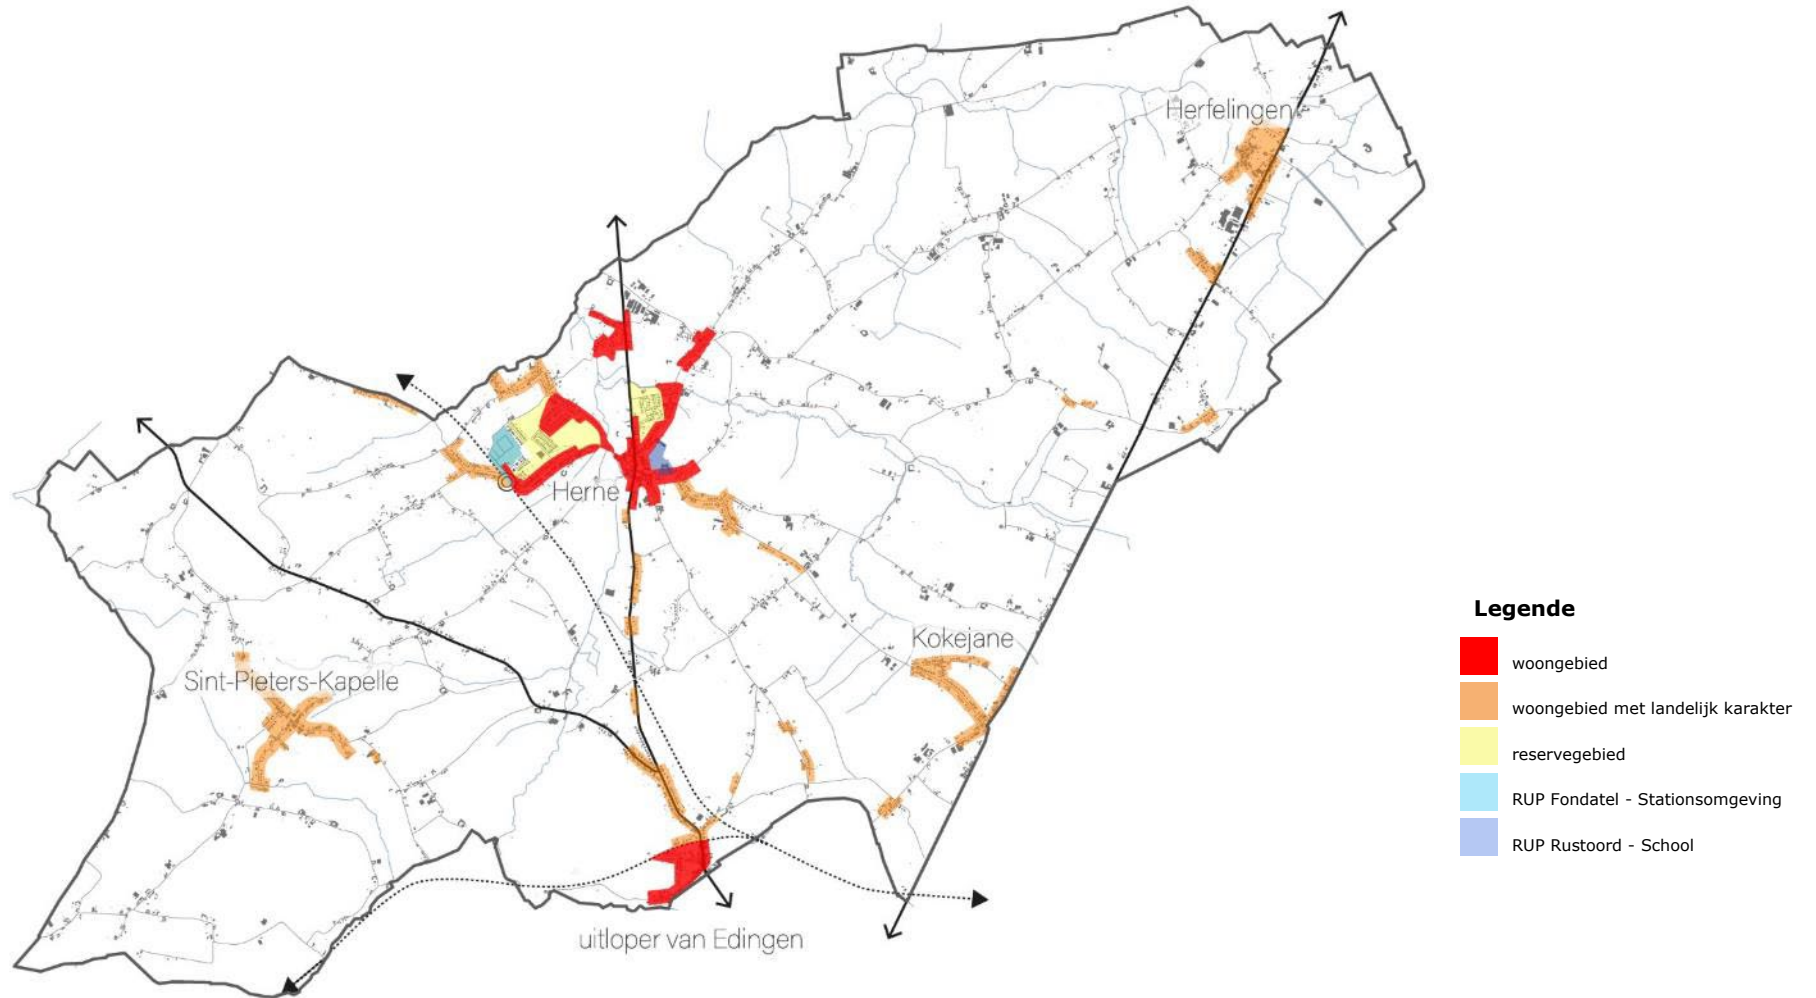 Herfelingen
Herne
Kokejane
Sint-Pieters-Kapelle
uitloper van Edingen
Legende
woongebied
woongebied met landelijk karakter
reservegebied
RUP Fondatel - Stationsomgeving
RUP Rustoord - School